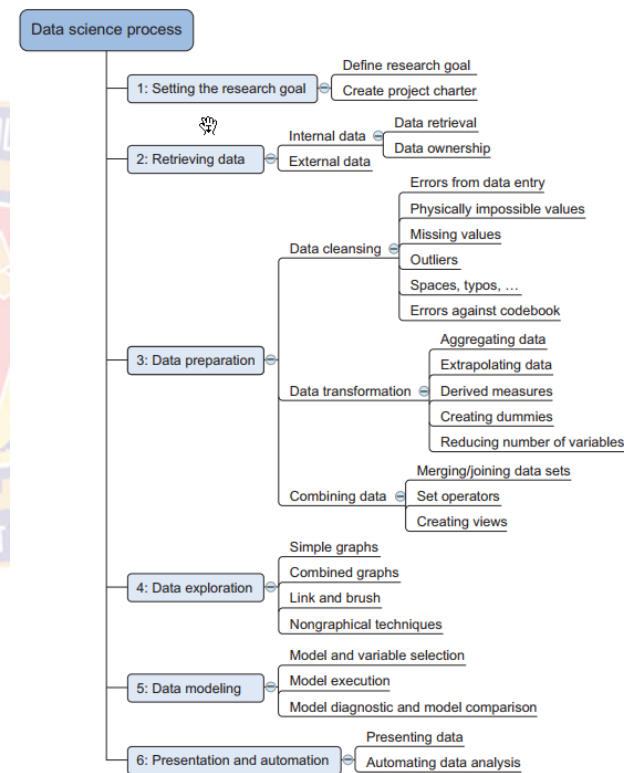 Data science process
1: Setting the research goal
Define research goal
Create project charter
2: Retrieving data
Internal data
Data retrieval
Data ownership
External data
3: Data preparation
Data cleansing
Errors from data entry
Physically impossible values
Missing values
Outliers
Spaces, typos, …
Errors against codebook
Data transformation
Aggregating data
Extrapolating data
Derived measures
Creating dummies
Reducing number of variables
Combining data
Merging/joining data sets
Set operators
Creating views
4: Data exploration
Simple graphs
Combined graphs
Link and brush
Nongraphical techniques
5: Data modeling
Model and variable selection
Model execution
Model diagnostic and model comparison
6: Presentation and automation
Presenting data
Automating data analysis